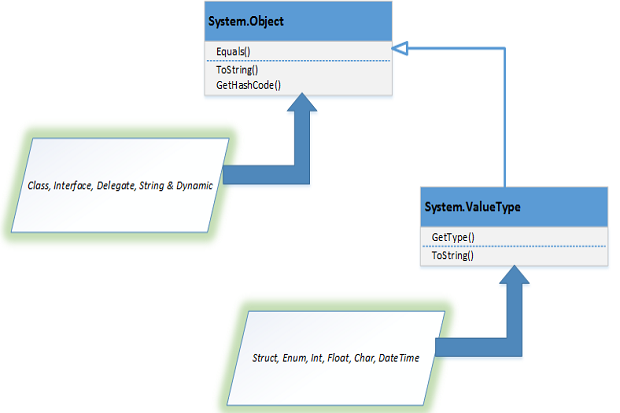 System.Object
Equals()
ToString()
GetHashCode()
Class, Interface, Delegate, String & Dynamic
System.ValueType
GetType()
ToString()
Struct, Enum, Int, Float, Char, DateTime